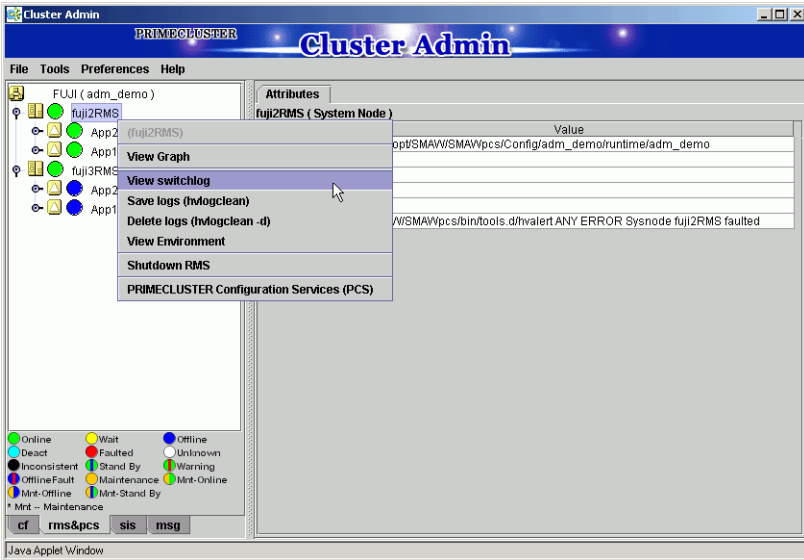 Cluster Admin
PRIMECLUSTER
Cluster Admin
File Tools Preferences Help
FUJI ( adm_demo )
fuji2RMS
App2
App1
fuji3RMS
App2
App1
(fuji2RMS)
View Graph
View switchlog
Save logs (hvlogclean)
Delete logs (hvlogclean -d)
View Environment
Shutdown RMS
PRIMECLUSTER Configuration Services (PCS)
Attributes
fuji2RMS ( System Node )
Value
opt/SMAW/SMAWpcs/Config/adm_demo/runtime/adm_demo
W/SMAWpcs/bin/tools.d/hvalert ANY ERROR Sysnode fuji2RMS faulted
Online Wait Offline
Deact Faulted Unknown
Inconsistent Stand By Warning
OfflineFault Maintenance Mnt-Online
Mnt-Offline Mnt-Stand By
* Mnt -- Maintenance
cf rms&pcs sis msg
Java Applet Window